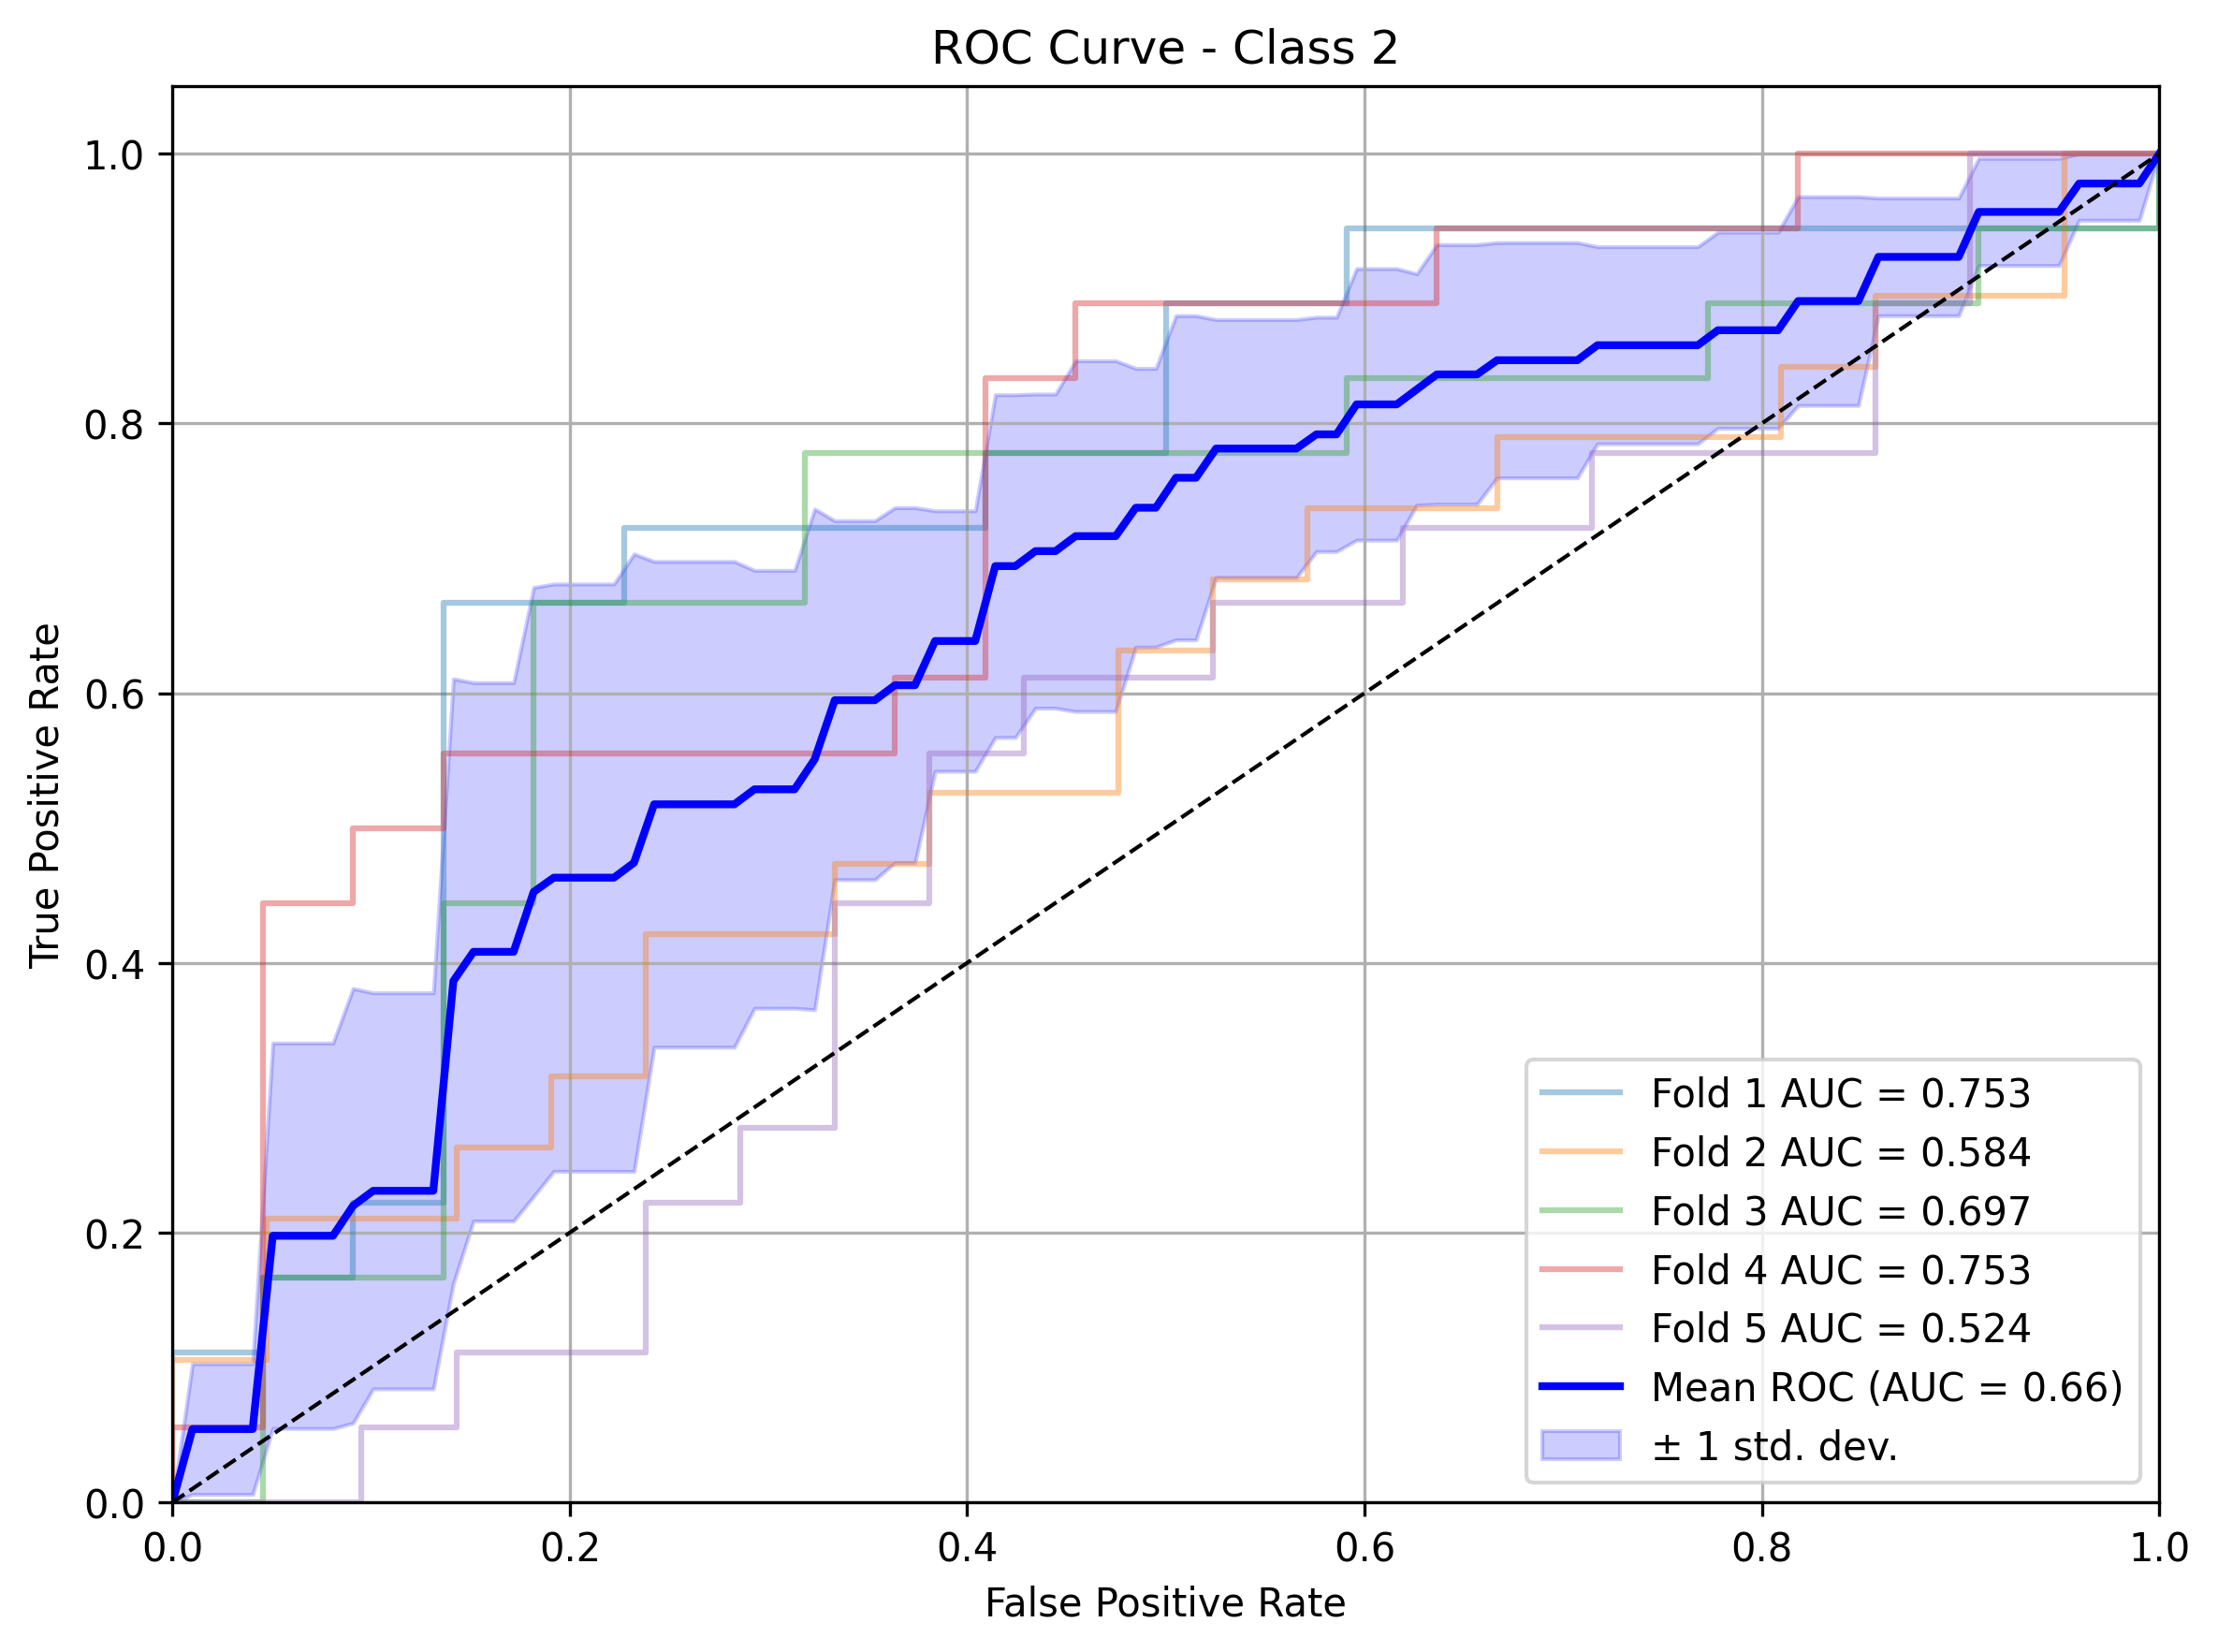 ROC Curve - Class 2
True Positive Rate
1.0
0.8
0.6
0.4
0.2
0.0
0.0 0.2 0.4 0.6 0.8 1.0
False Positive Rate
Fold 1 AUC = 0.753
Fold 2 AUC = 0.584
Fold 3 AUC = 0.697
Fold 4 AUC = 0.753
Fold 5 AUC = 0.524
Mean ROC (AUC = 0.66)
± 1 std. dev.